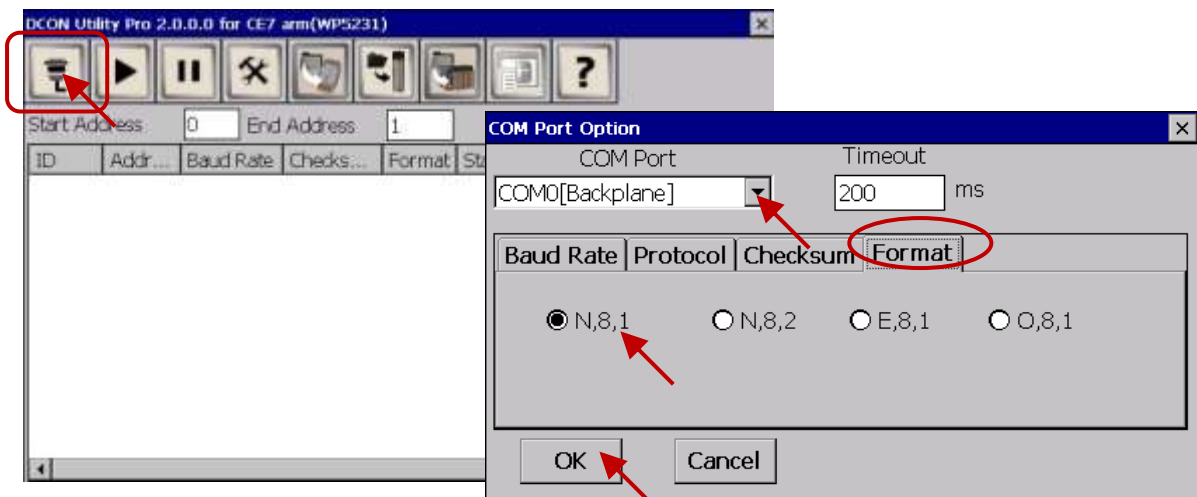 DCON Utility Pro 2.0.0.0 for CE7 arm(WP5231)
?
Start Address 0 End Address 1
ID Addr... Baud Rate Checks... Format Sta
COM Port Option
COM Port Timeout
COM0[Backplane] 200 ms
Baud Rate Protocol Checksum Format
N,8,1 N,8,2 E,8,1 O,8,1
OK Cancel